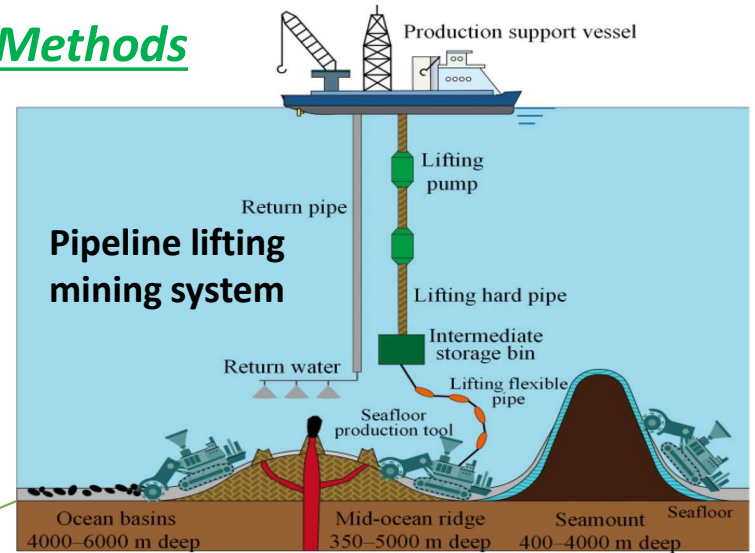 Methods
Production support vessel
Lifting
pump
Return pipe
Pipeline lifting
mining system
Lifting hard pipe
Intermediate
storage bin
Return water
Lifting flexible
pipe
Seafloor
production tool
Ocean basins
4000–6000 m deep
Mid-ocean ridge
350–5000 m deep
Seamount
400–4000 m deep
Seafloor